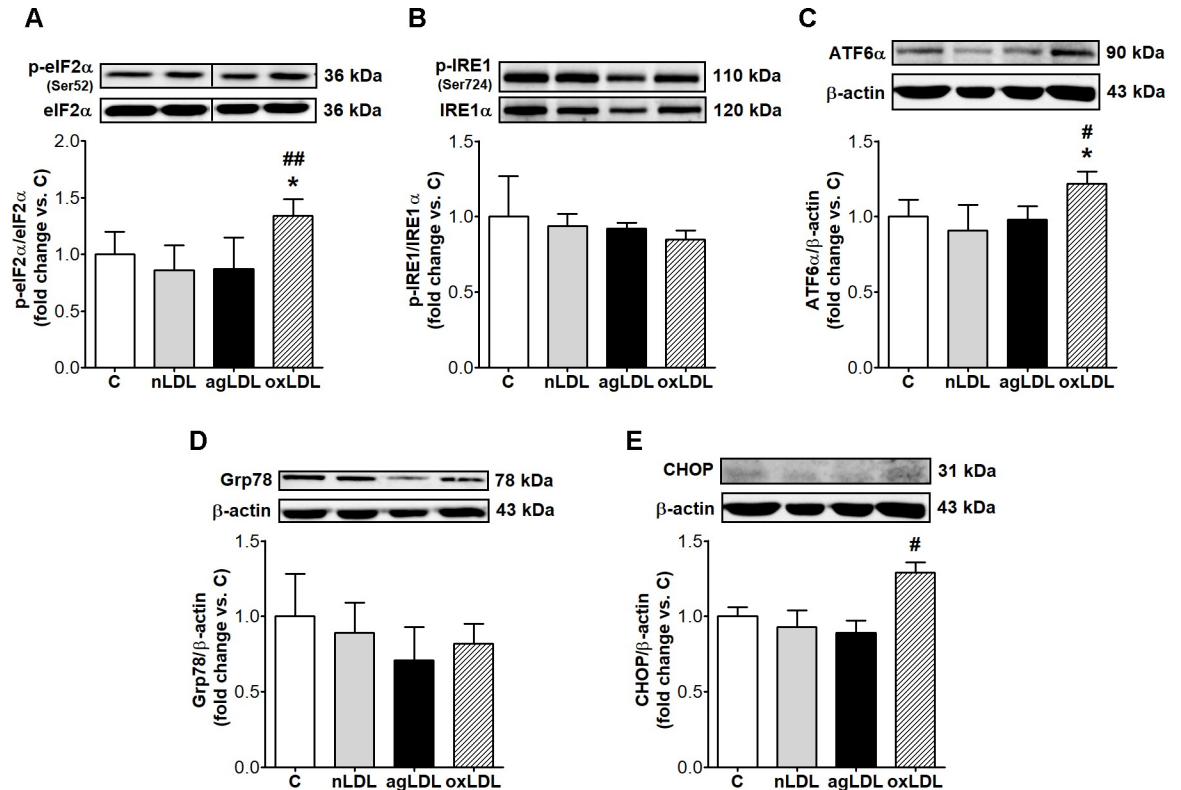 A
p-eIF2α
(Ser52)
36 kDa
eIF2α
36 kDa
p-eIF2α/eIF2α
(fold change vs. C)
2.0
1.5
1.0
0.5
0.0
##
*
C nLDL agLDL oxLDL
B
p-IRE1
(Ser724)
110 kDa
IRE1α
120 kDa
p-IRE1/IRE1α
(fold change vs. C)
1.5
1.0
0.5
0.0
C nLDL agLDL oxLDL
C
ATF6α
90 kDa
β-actin
43 kDa
ATF6α/β-actin
(fold change vs. C)
1.5
1.0
0.5
0.0
#
*
C nLDL agLDL oxLDL
D
Grp78
78 kDa
β-actin
43 kDa
Grp78/β-actin
(fold change vs. C)
1.5
1.0
0.5
0.0
C nLDL agLDL oxLDL
E
CHOP
31 kDa
β-actin
43 kDa
CHOP/β-actin
(fold change vs. C)
1.5
1.0
0.5
0.0
#
C nLDL agLDL oxLDL